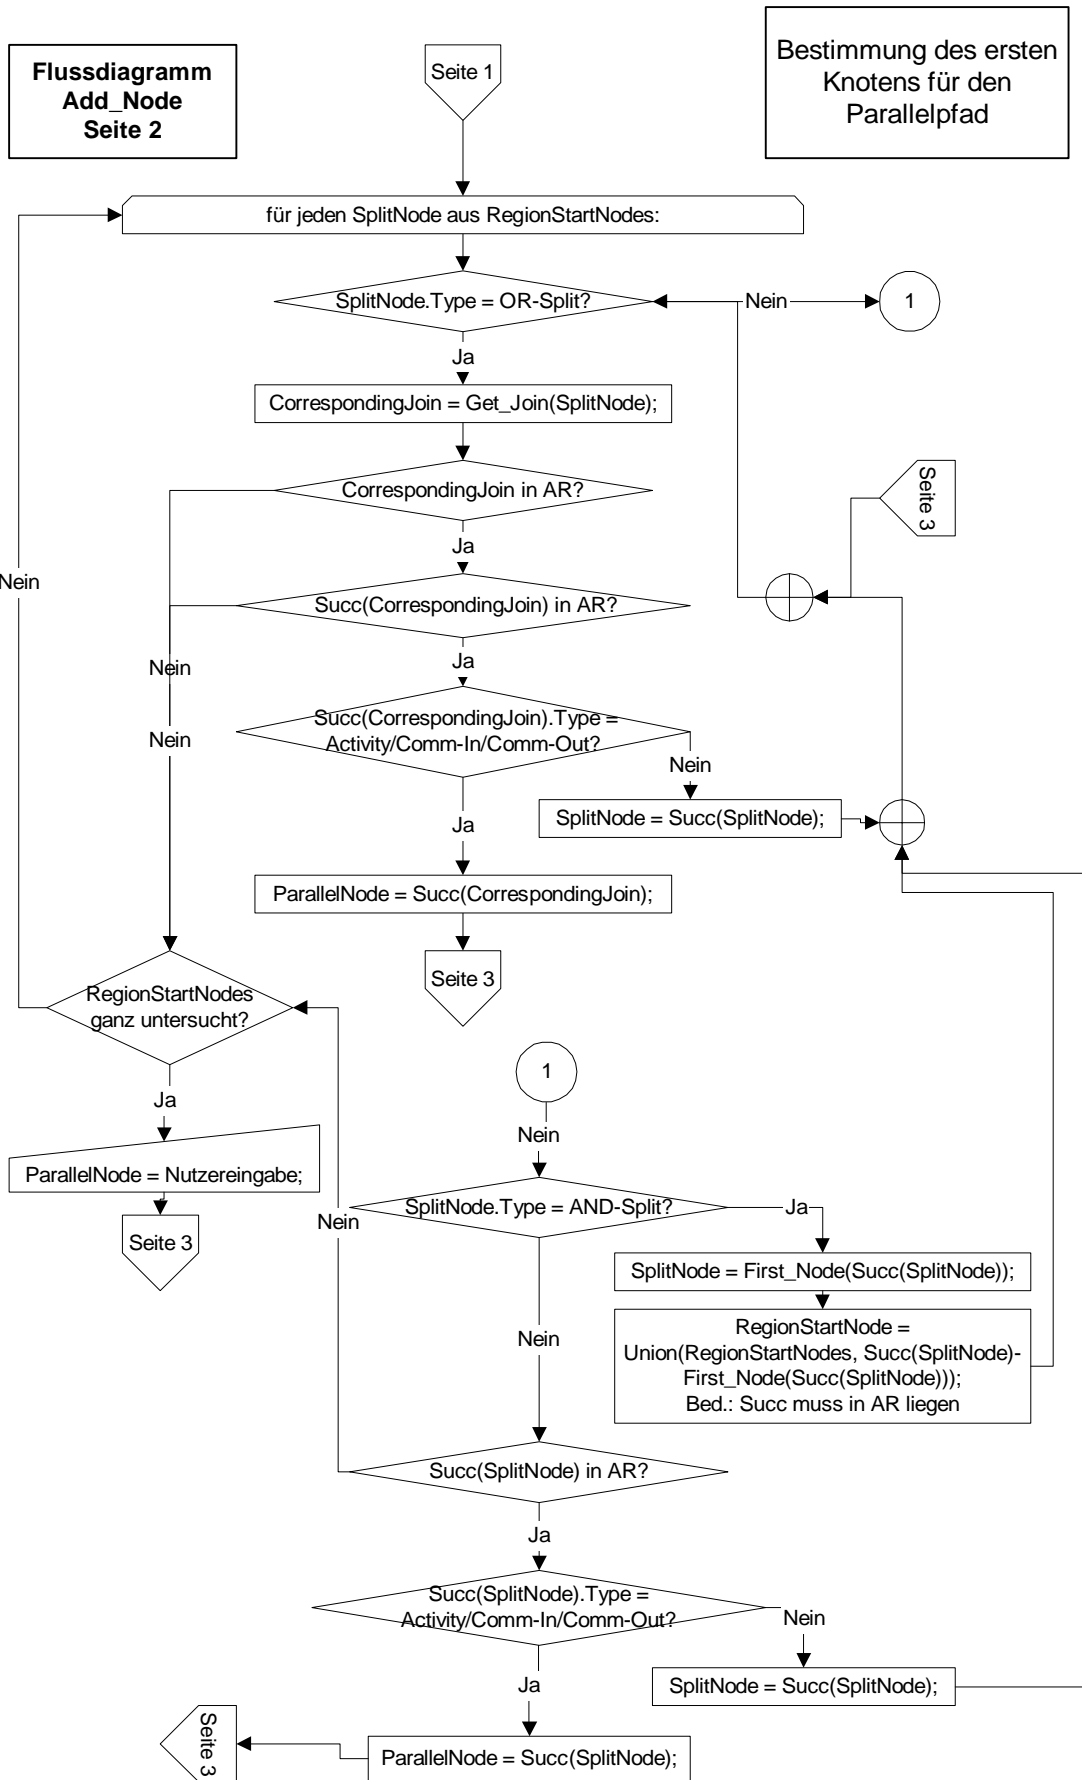 Flussdiagramm
Add_Node
Seite 2
Seite 1
Bestimmung des ersten
Knotens für den
Parallelpfad
für jeden SplitNode aus RegionStartNodes:
SplitNode.Type = OR-Split?
Nein
1
Ja
CorrespondingJoin = Get_Join(SplitNode);
CorrespondingJoin in AR?
Seite 3
Ja
Nein
Succ(CorrespondingJoin) in AR?
Ja
Nein
Succ(CorrespondingJoin).Type =
Activity/Comm-In/Comm-Out?
Nein
Nein
SplitNode = Succ(SplitNode);
Ja
ParallelNode = Succ(CorrespondingJoin);
Seite 3
RegionStartNodes
ganz untersucht?
1
Ja
Nein
ParallelNode = Nutzereingabe;
SplitNode.Type = AND-Split?
Ja
Nein
Seite 3
SplitNode = First_Node(Succ(SplitNode));
Nein
RegionStartNode =
Union(RegionStartNodes, Succ(SplitNode)-
First_Node(Succ(SplitNode)));
Bed.: Succ muss in AR liegen
Succ(SplitNode) in AR?
Ja
Succ(SplitNode).Type =
Activity/Comm-In/Comm-Out?
Nein
Ja
SplitNode = Succ(SplitNode);
Seite 3
ParallelNode = Succ(SplitNode);